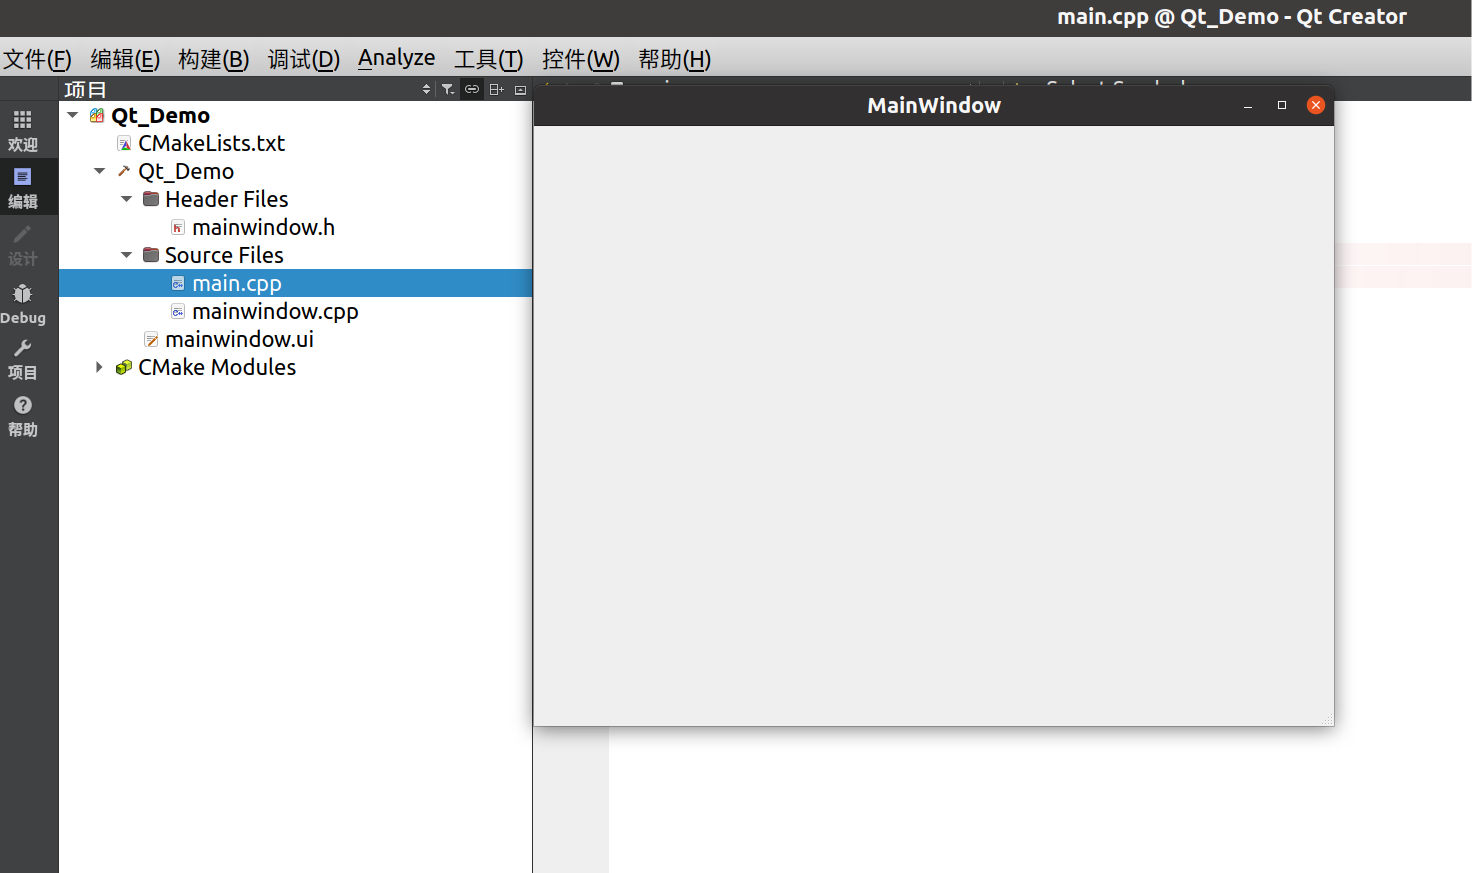 main.cpp @ Qt_Demo - Qt Creator
文件(F) 编辑(E) 构建(B) 调试(D) Analyze 工具(T) 控件(W) 帮助(H)
项目
MainWindow
欢迎
编辑
设计
Debug
项目
帮助
Qt_Demo
CMakeLists.txt
Qt_Demo
Header Files
mainwindow.h
Source Files
main.cpp
mainwindow.cpp
mainwindow.ui
CMake Modules